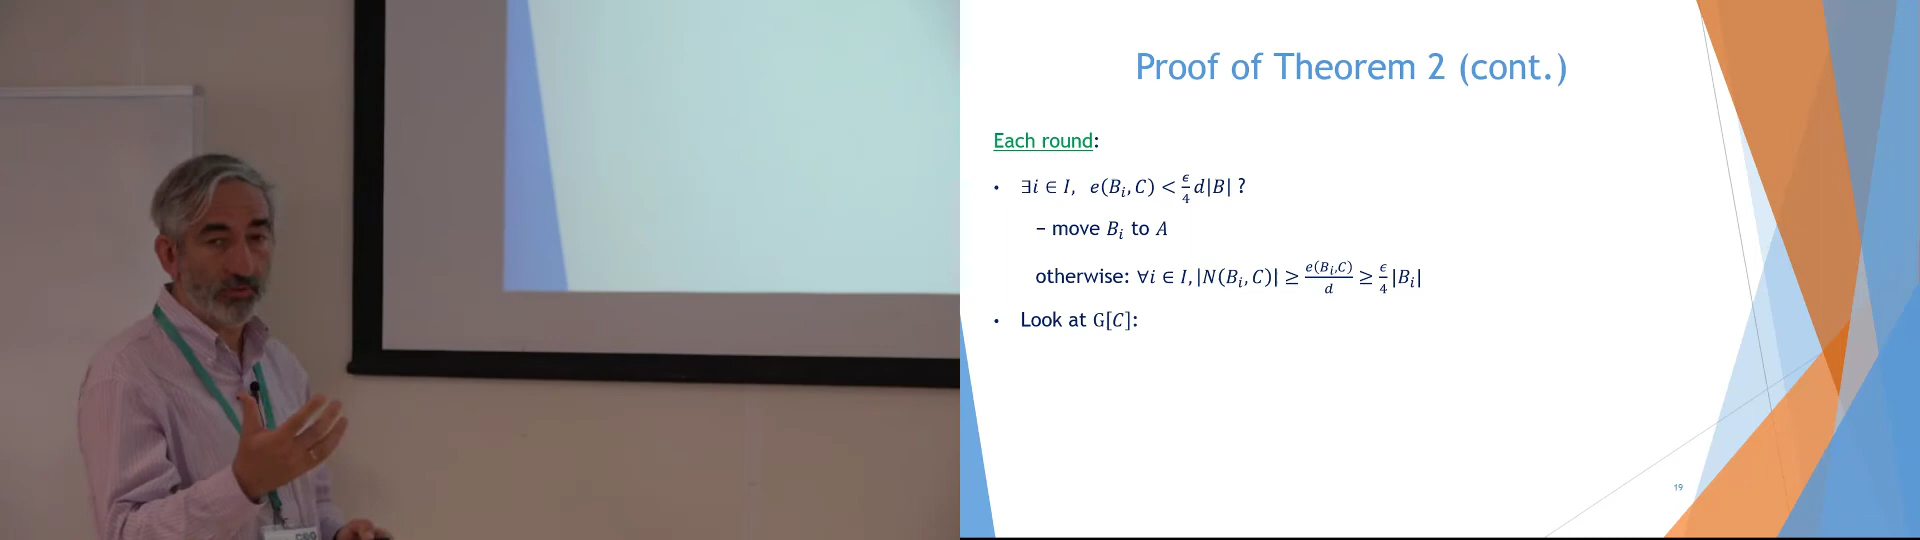 Proof of Theorem 2 (cont.)
Each round:
• ∃i ∈ I, e(B_i, C) < ϵ/4 d|B| ?
− move B_i to A
otherwise: ∀i ∈ I, |N(B_i, C)| ≥ e(B_i,C)/d ≥ ϵ/4 |B_i|
• Look at G[C]:
19